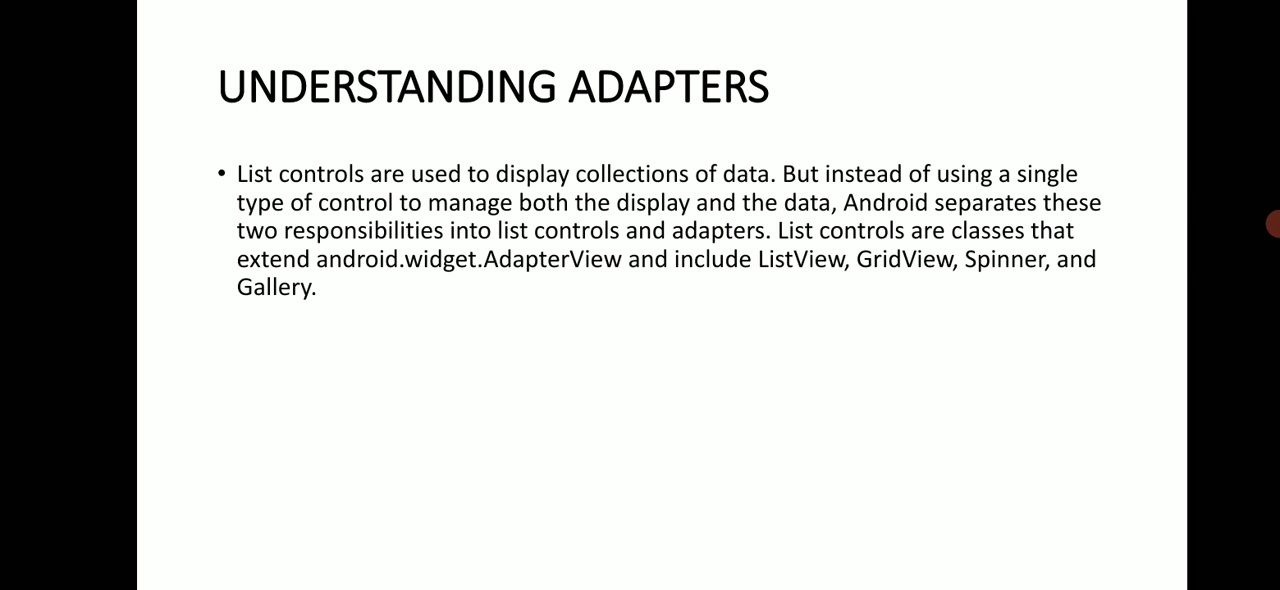 UNDERSTANDING ADAPTERS
• List controls are used to display collections of data. But instead of using a single
type of control to manage both the display and the data, Android separates these
two responsibilities into list controls and adapters. List controls are classes that
extend android.widget.AdapterView and include ListView, GridView, Spinner, and
Gallery.